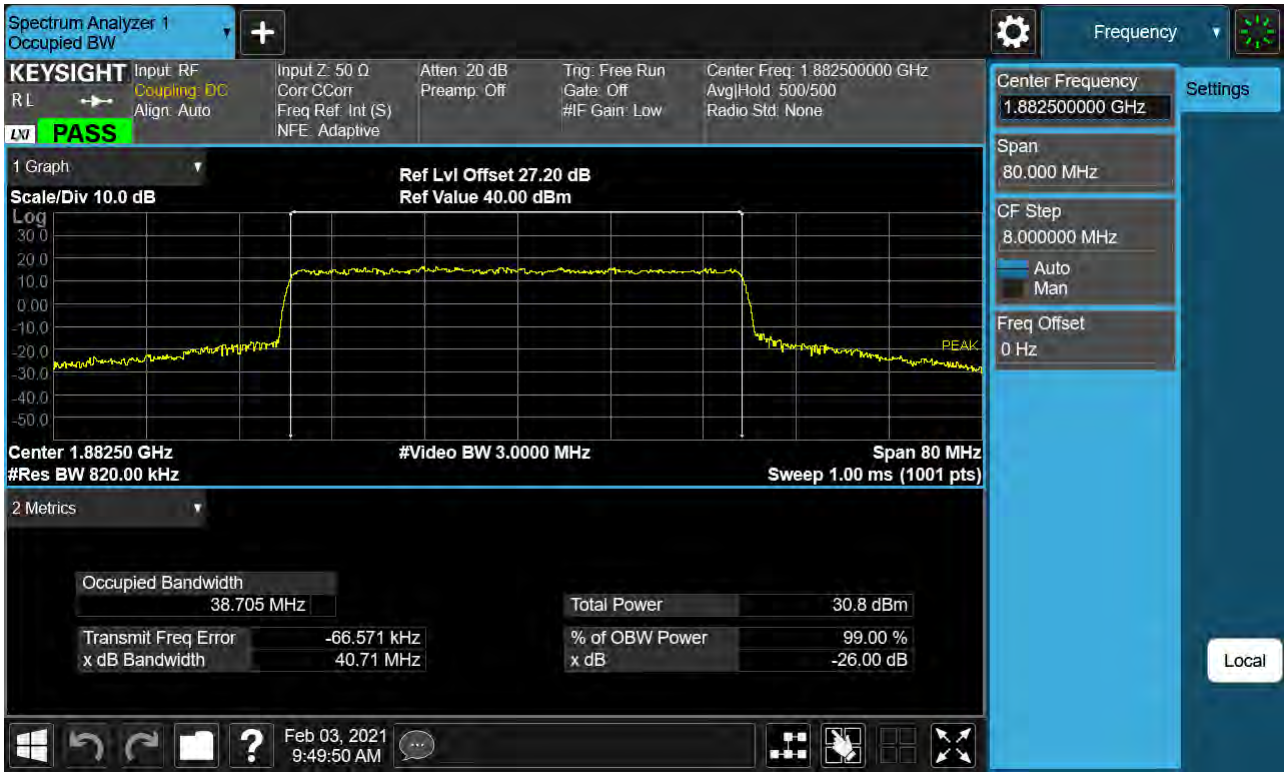 Spectrum Analyzer 1
Occupied BW
+
Frequency
KEYSIGHT
RL
LXI PASS
Input: RF
Coupling: DC
Align: Auto
Input Z: 50 Ω
Corr CCorr
Freq Ref: Int (S)
NFE: Adaptive
Atten: 20 dB
Preamp: Off
Trig: Free Run
Gate: Off
#IF Gain: Low
Center Freq: 1.882500000 GHz
Avg|Hold: 500/500
Radio Std: None
Center Frequency
1.882500000 GHz
Settings
Span
80.000 MHz
CF Step
8.000000 MHz
Auto
Man
Freq Offset
0 Hz
1 Graph
Scale/Div 10.0 dB
Ref Lvl Offset 27.20 dB
Ref Value 40.00 dBm
Log
30.0
20.0
10.0
0.00
-10.0
-20.0
-30.0
-40.0
-50.0
PEAK
Center 1.88250 GHz
#Video BW 3.0000 MHz
Span 80 MHz
#Res BW 820.00 kHz
Sweep 1.00 ms (1001 pts)
2 Metrics
Occupied Bandwidth
38.705 MHz
Total Power 30.8 dBm
Transmit Freq Error -66.571 kHz
% of OBW Power 99.00 %
x dB Bandwidth 40.71 MHz
x dB -26.00 dB
Local
?
Feb 03, 2021
9:49:50 AM